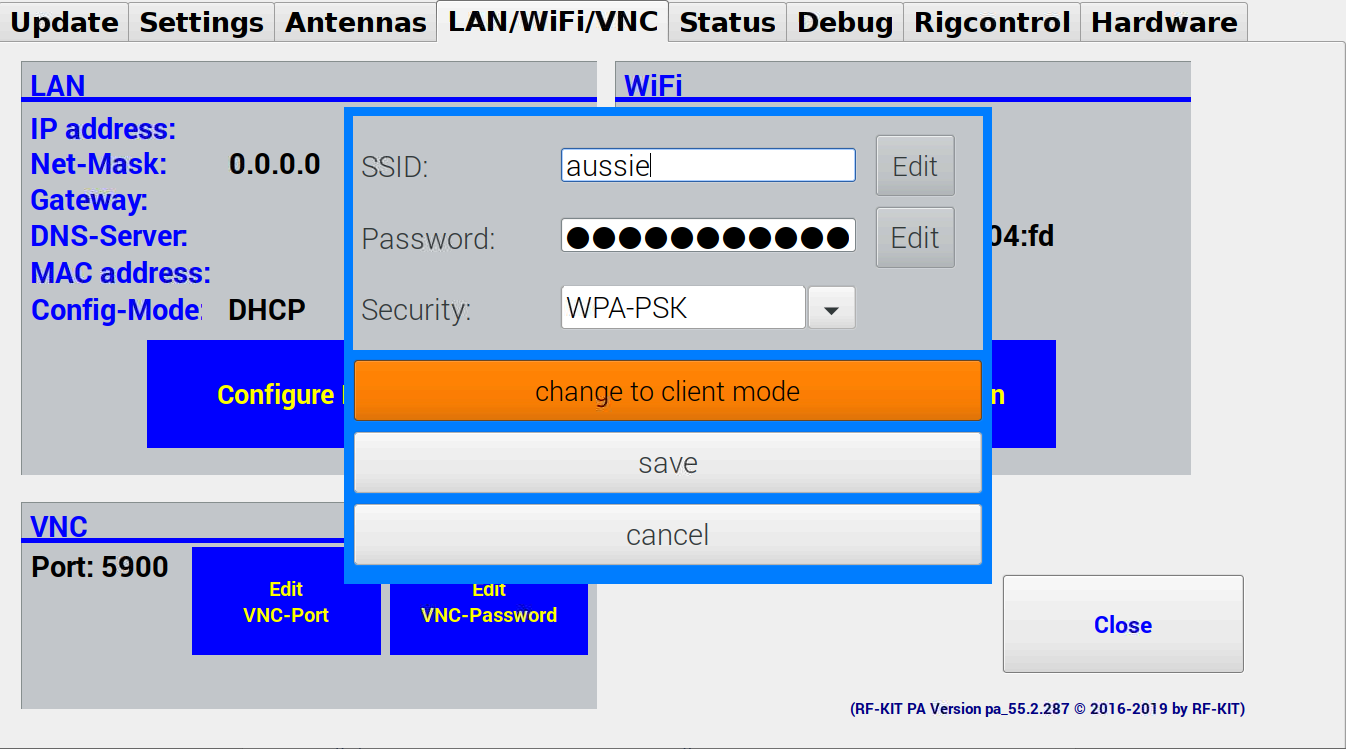 Update Settings Antennas LAN/WiFi/VNC Status Debug Rigcontrol Hardware
LAN
WiFi
IP address:
Net-Mask: 0.0.0.0
Gateway:
DNS-Server:
MAC address:
Config-Mode: DHCP
Configure
04:fd
SSID: aussie Edit
Password: ●●●●●●●●●●● Edit
Security: WPA-PSK
change to client mode
save
cancel
VNC
Port: 5900
Edit
VNC-Port
Edit
VNC-Password
Close
(RF-KIT PA Version pa_55.2.287 © 2016-2019 by RF-KIT)